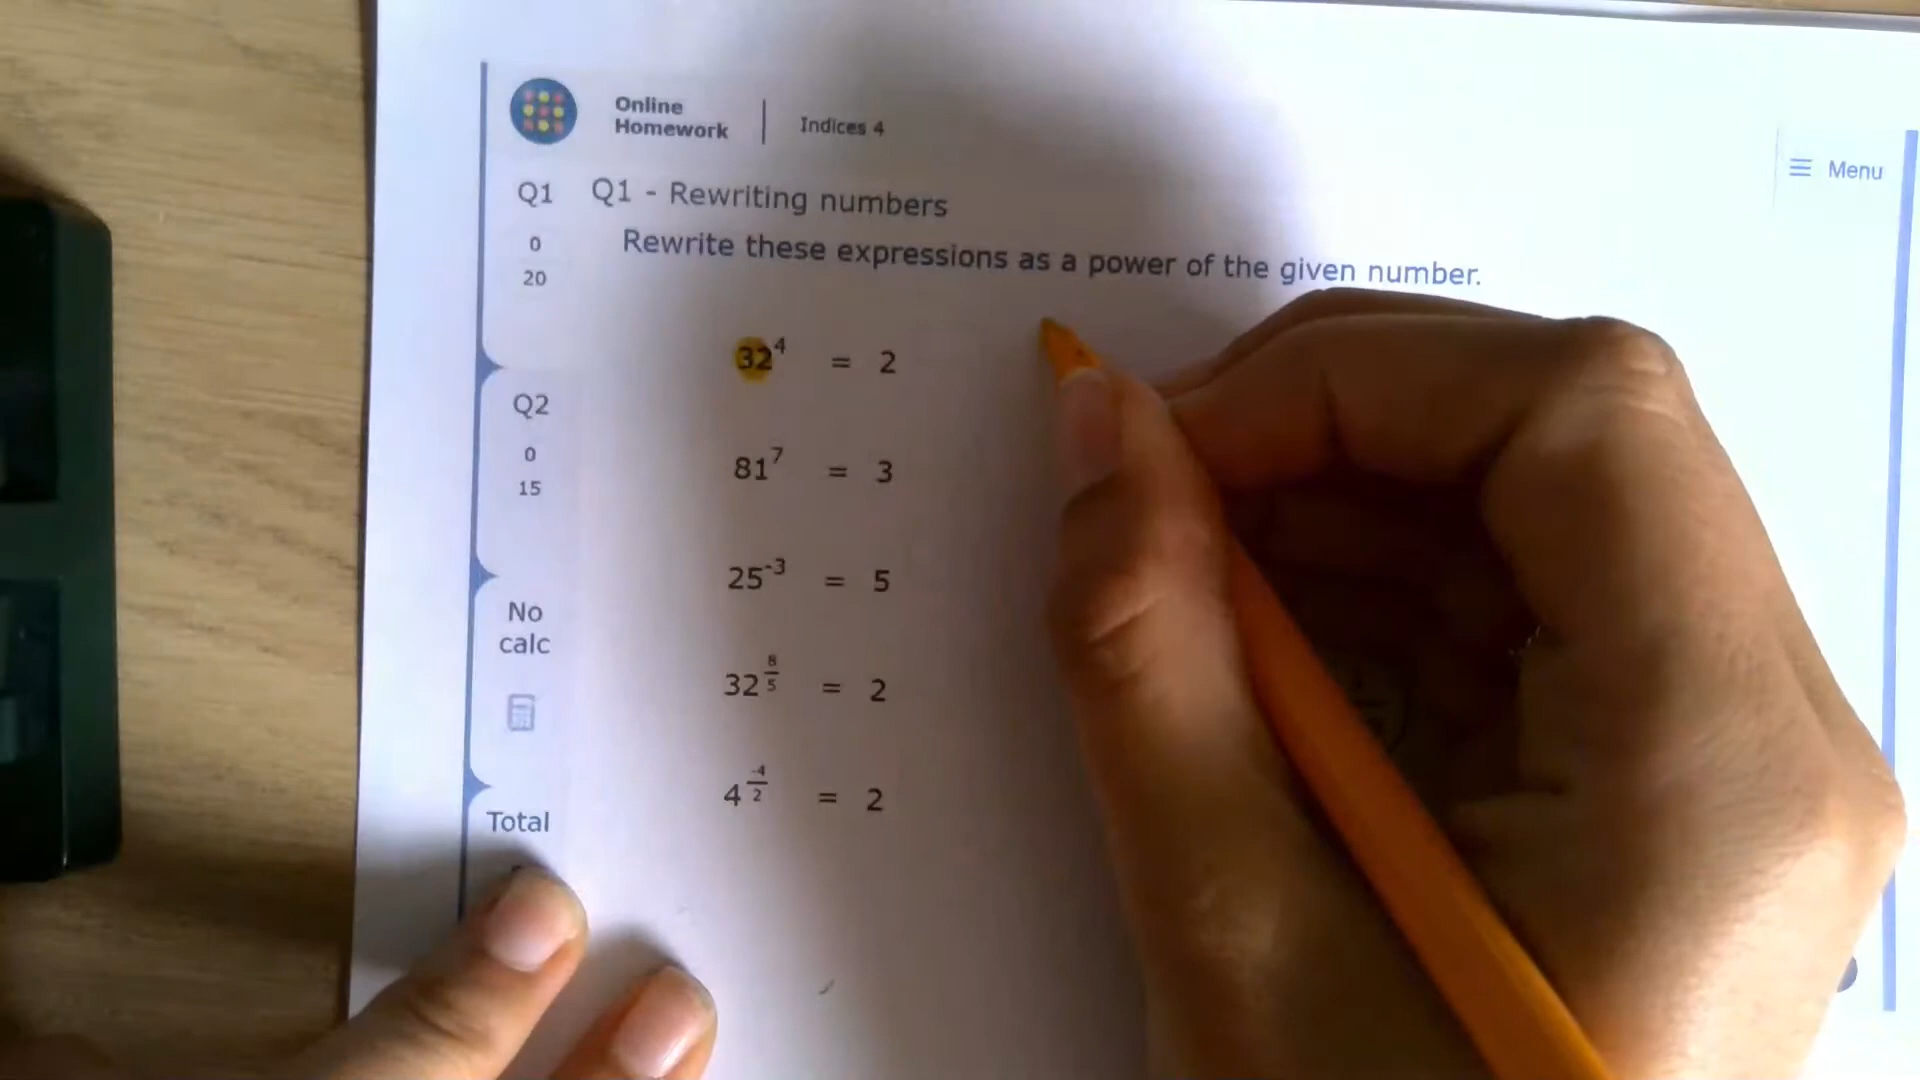 Online
Homework
Indices 4
Menu
Q1
0
20
Q2
0
15
No
calc
Total
Q1 - Rewriting numbers
Rewrite these expressions as a power of the given number.
32⁴ = 2
81⁷ = 3
25⁻³ = 5
32^(8/5) = 2
4^(-4/2) = 2